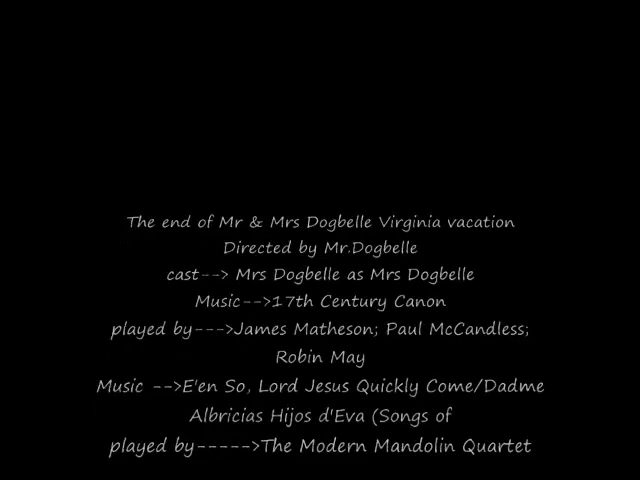 The end of Mr & Mrs Dogbelle Virginia vacation
Directed by Mr.Dogbelle
cast--> Mrs Dogbelle as Mrs Dogbelle
Music-->17th Century Canon
played by--->James Matheson; Paul McCandless;
Robin May
Music -->E'en So, Lord Jesus Quickly Come/Dadme
Albricias Hijos d'Eva (Songs of
played by----->The Modern Mandolin Quartet